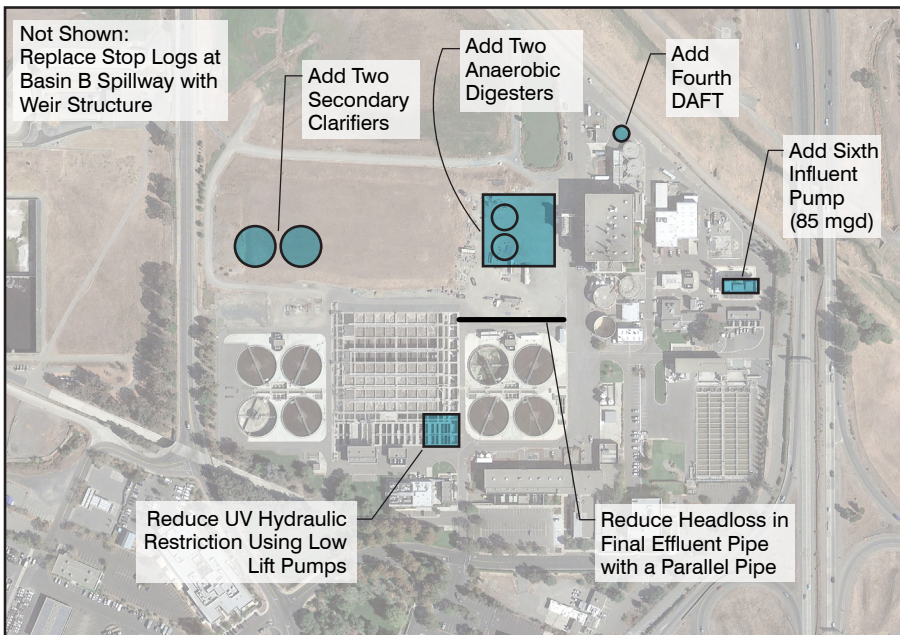 Not Shown:
Replace Stop Logs at
Basin B Spillway with
Weir Structure
Add Two
Secondary
Clarifiers
Add Two
Anaerobic
Digesters
Add
Fourth
DAFT
Add Sixth
Influent
Pump
(85 mgd)
Reduce UV Hydraulic
Restriction Using Low
Lift Pumps
Reduce Headloss in
Final Effluent Pipe
with a Parallel Pipe